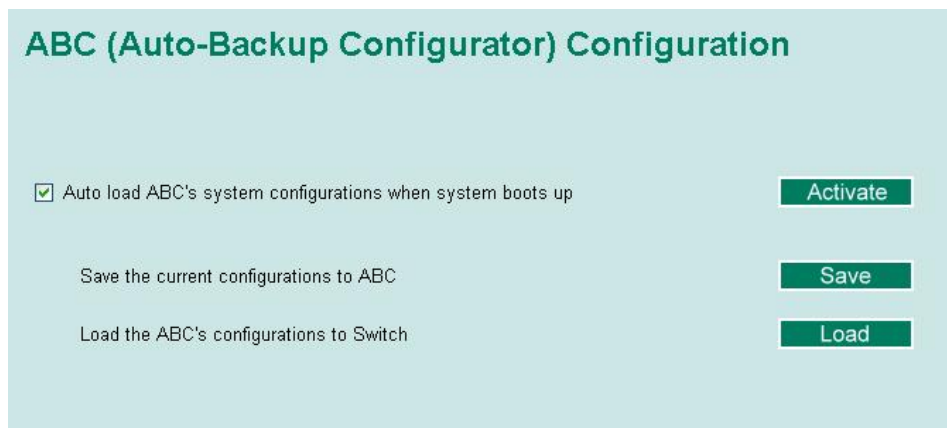 ABC (Auto-Backup Configurator) Configuration
Auto load ABC's system configurations when system boots up Activate
Save the current configurations to ABC Save
Load the ABC's configurations to Switch Load